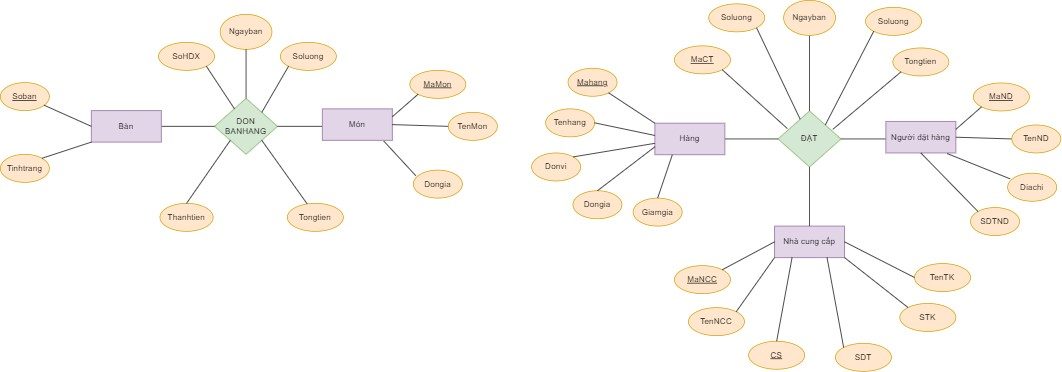 Ngayban
SoHDX
Soluong
Soban
MaMon
Bàn
DON
BANHANG
Món
TenMon
Tinhtrang
Dongia
Thanhtien
Tongtien
Soluong
Ngayban
Soluong
MaCT
Tongtien
Mahang
MaND
Tenhang
Hàng
ĐẶT
Người đặt hàng
TenND
Donvi
Diachi
Dongia
Giamgia
SDTND
Nhà cung cấp
MaNCC
TenTK
TenNCC
STK
CS
SDT